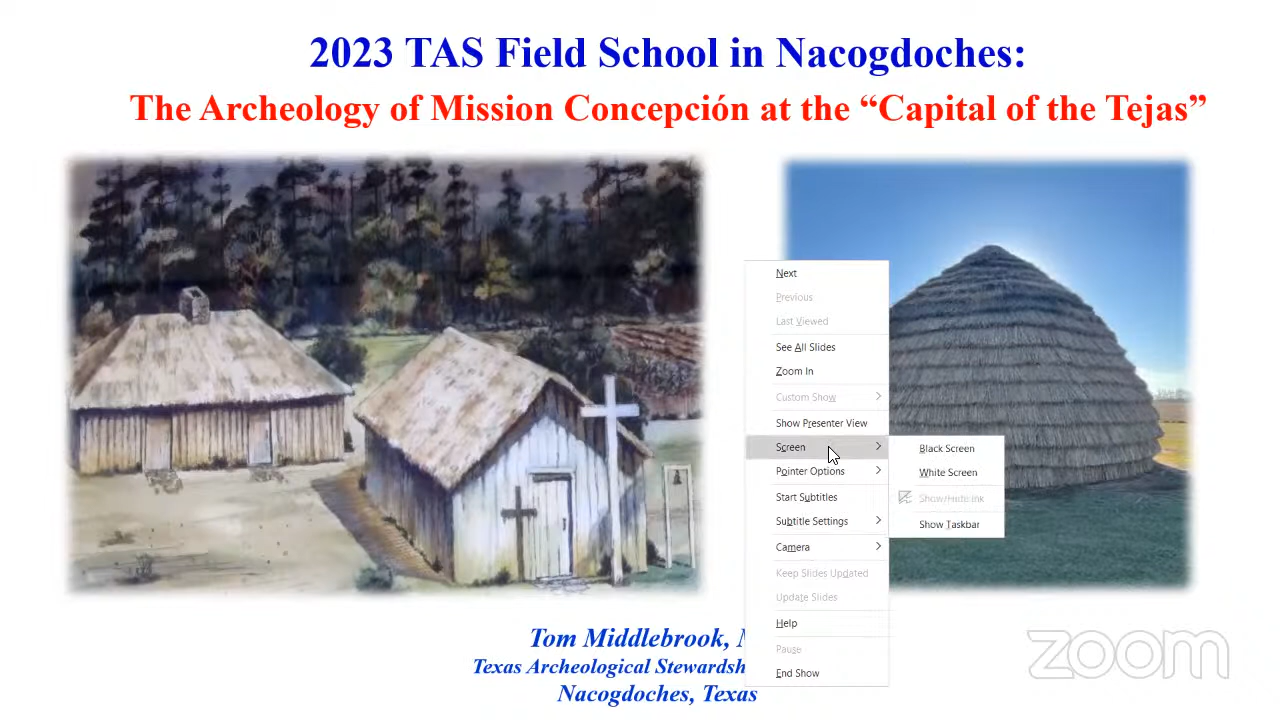 2023 TAS Field School in Nacogdoches:
The Archeology of Mission Concepción at the “Capital of the Tejas”
Next
Previous
Last Viewed
See All Slides
Zoom In
Custom Show
Show Presenter View
Screen
Pointer Options
Start Subtitles
Subtitle Settings
Camera
Keep Slides Updated
Update Slides
Help
Pause
End Show
Black Screen
White Screen
Show/Hide Ink
Show Taskbar
Tom Middlebrook,
Texas Archeological
Nacogdoches, Texas
zoom